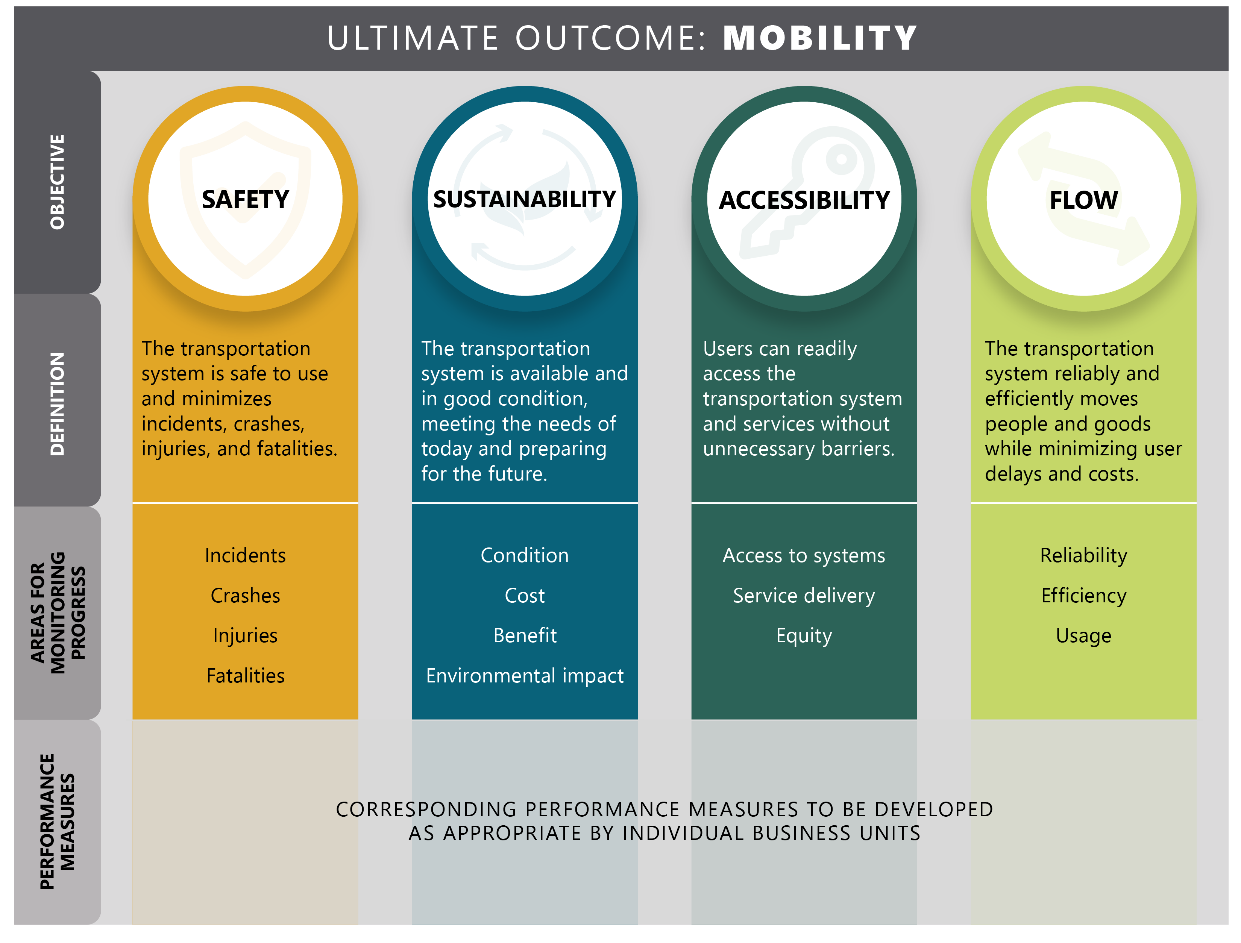 ULTIMATE OUTCOME: MOBILITY
OBJECTIVE
SAFETY
SUSTAINABILITY
ACCESSIBILITY
FLOW
DEFINITION
The transportation
system is safe to use
and minimizes
incidents, crashes,
injuries, and fatalities.
The transportation
system is available and
in good condition,
meeting the needs of
today and preparing
for the future.
Users can readily
access the
transportation system
and services without
unnecessary barriers.
The transportation
system reliably and
efficiently moves
people and goods
while minimizing user
delays and costs.
AREAS FOR
MONITORING
PROGRESS
Incidents
Crashes
Injuries
Fatalities
Condition
Cost
Benefit
Environmental impact
Access to systems
Service delivery
Equity
Reliability
Efficiency
Usage
PERFORMANCE
MEASURES
CORRESPONDING PERFORMANCE MEASURES TO BE DEVELOPED
AS APPROPRIATE BY INDIVIDUAL BUSINESS UNITS